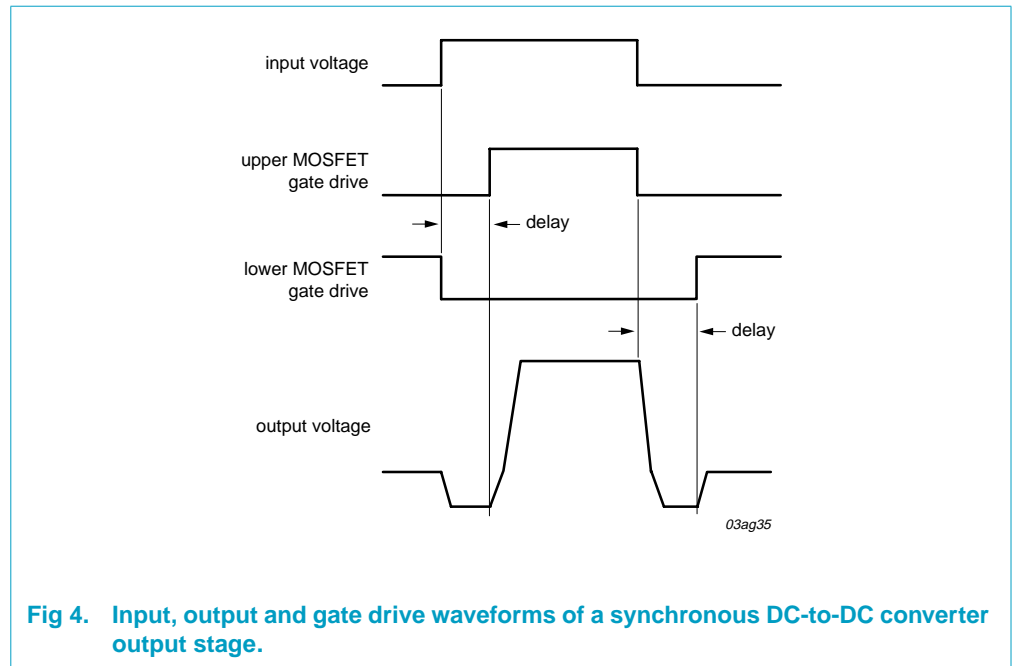 input voltage
upper MOSFET
gate drive
delay
lower MOSFET
gate drive
delay
output voltage
03ag35
Fig 4. Input, output and gate drive waveforms of a synchronous DC-to-DC converter
output stage.